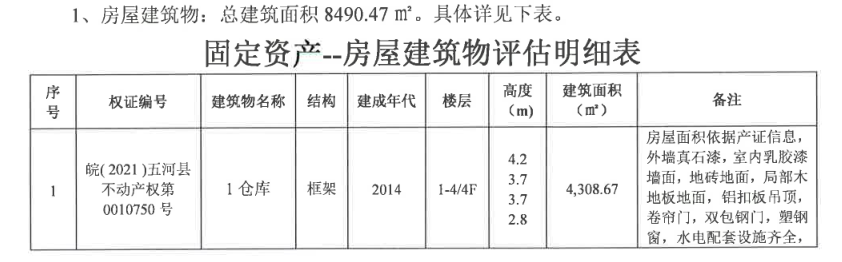 1、房屋建筑物：总建筑面积 8490.47 ㎡。具体详见下表。
固定资产--房屋建筑物评估明细表
序号 权证编号 建筑物名称 结构 建成年代 楼层 高度（m） 建筑面积（㎡） 备注
1
皖( 2021 )五河县
不动产权第
0010750 号
1 仓库
框架
2014
1-4/4F
4.2
3.7
3.7
2.8
4,308.67
房屋面积依据产证信息，
外墙真石漆，室内乳胶漆
墙面，地砖地面，局部木
地板地面，铝扣板吊顶，
卷帘门，双包钢门，塑钢
窗，水电配套设施齐全，